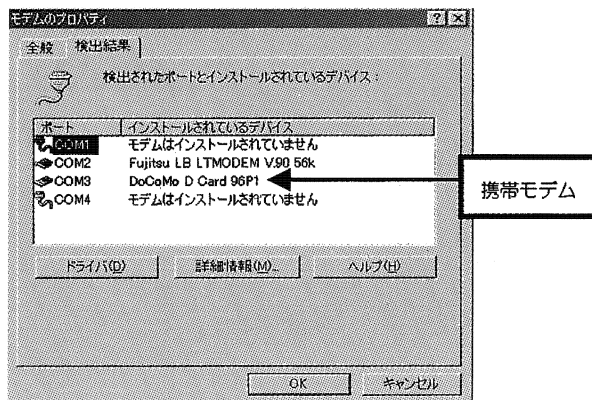 モデムのプロパティ
全般 検出結果
検出されたポートとインストールされているデバイス:
ポート インストールされているデバイス
COM1 モデムはインストールされていません
COM2 Fujitsu LB LTMODEM V.90 56k
COM3 DoCoMo D Card 96P1
COM4 モデムはインストールされていません
携帯モデム
ドライバ(D) 詳細情報(M)... ヘルプ(H)
OK キャンセル